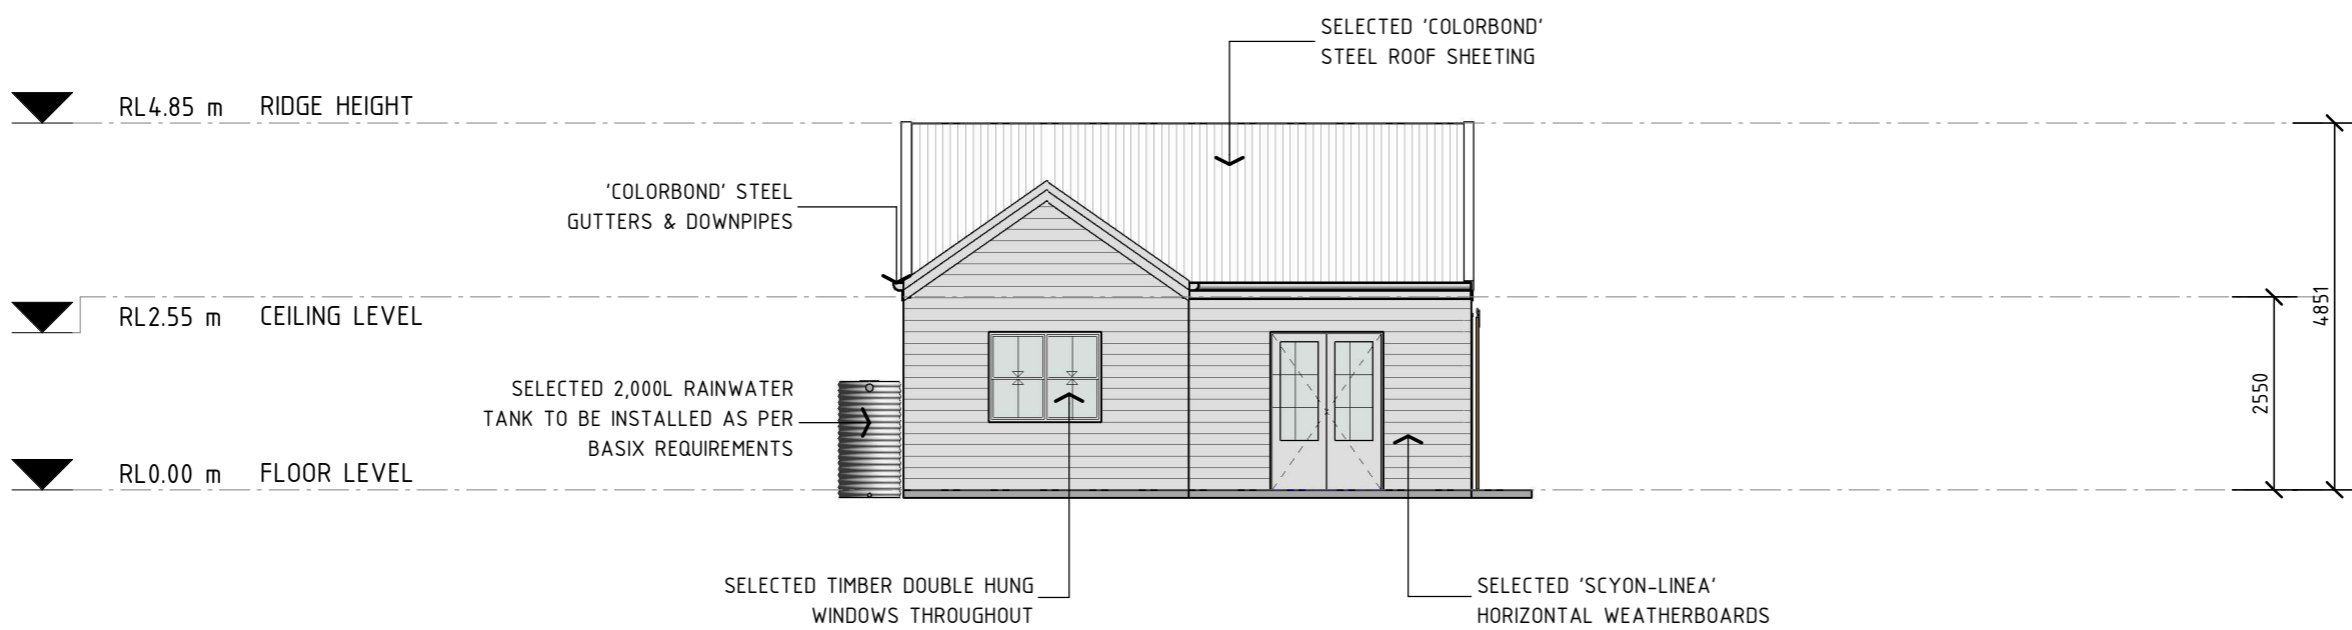 SELECTED 'COLORBOND'
STEEL ROOF SHEETING
RL4.85 m RIDGE HEIGHT
'COLORBOND' STEEL
GUTTERS & DOWNPIPES
RL2.55 m CEILING LEVEL
4851
2550
SELECTED 2,000L RAINWATER
TANK TO BE INSTALLED AS PER
BASIX REQUIREMENTS
RL0.00 m FLOOR LEVEL
SELECTED TIMBER DOUBLE HUNG
WINDOWS THROUGHOUT
SELECTED 'SCYON-LINEA'
HORIZONTAL WEATHERBOARDS